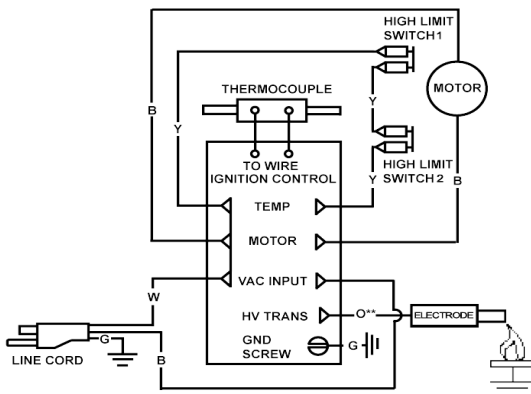 HIGH LIMIT
SWITCH1
THERMOCOUPLE
MOTOR
B
Y
Y
TO WIRE
IGNITION CONTROL
HIGH LIMIT
SWITCH 2
Y
B
TEMP
MOTOR
VAC INPUT
W
HV TRANS
O**
ELECTRODE
GND
SCREW
G
G
LINE CORD
B